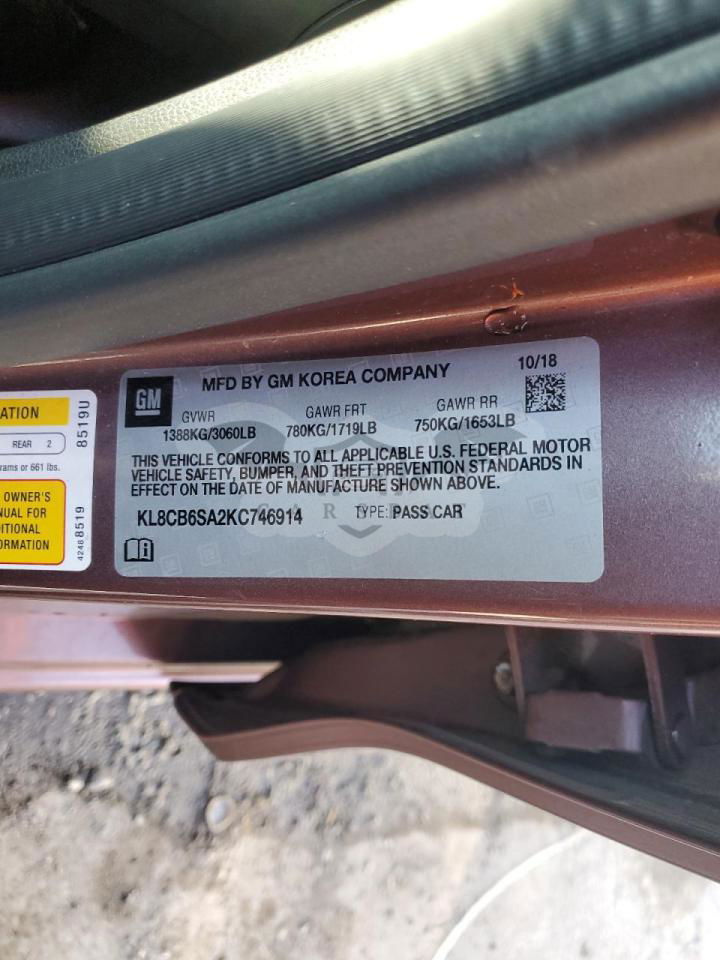 GM
MFD BY GM KOREA COMPANY
10/18
GVWR
GAWR FRT
GAWR RR
1388KG/3060LB
780KG/1719LB
750KG/1653LB
THIS VEHICLE CONFORMS TO ALL APPLICABLE U.S. FEDERAL MOTOR
VEHICLE SAFETY, BUMPER, AND THEFT PREVENTION STANDARDS IN
EFFECT ON THE DATE OF MANUFACTURE SHOWN ABOVE.
KL8CB6SA2KC746914
TYPE: PASS CAR
ATION
REAR 2
rams or 661 lbs.
OWNER'S
NUAL FOR
DITIONAL
ORMATION
8519U
42488519